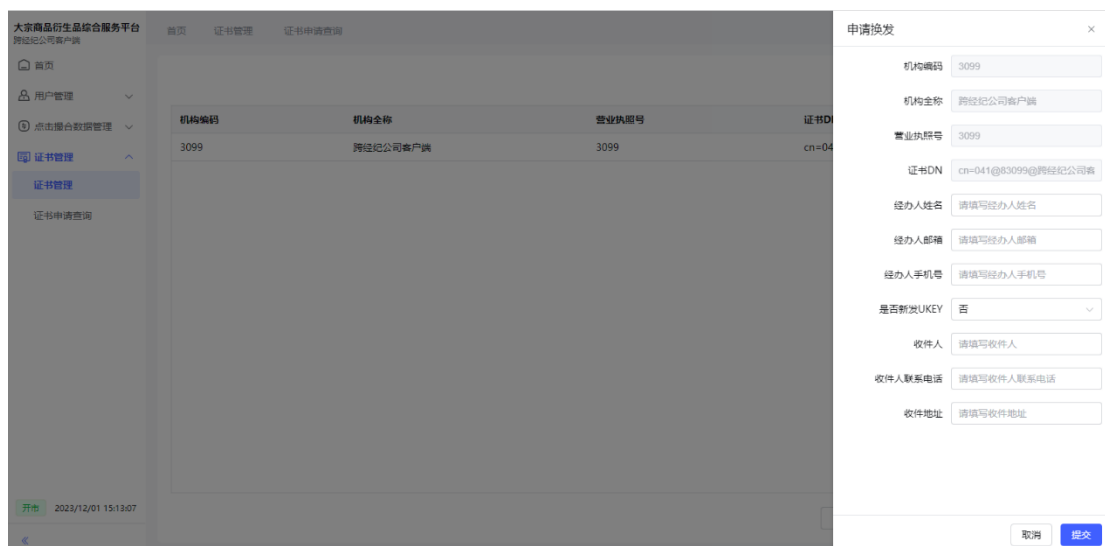 大宗商品衍生品综合服务平台
跨经纪公司客户端
首页
用户管理
点击撮合数据管理
证书管理
证书管理
证书申请查询
开市 2023/12/01 15:13:07
首页 证书管理 证书申请查询
机构编码 机构全称 营业执照号 证书D
3099 跨经纪公司客户端 3099 cn=04
申请换发
机构编码 3099
机构全称 跨经纪公司客户端
营业执照号 3099
证书DN cn=041@83099@跨经纪公司客
经办人姓名 请填写经办人姓名
经办人邮箱 请填写经办人邮箱
经办人手机号 请填写经办人手机号
是否新发UKEY 否
收件人 请填写收件人
收件人联系电话 请填写收件人联系电话
收件地址 请填写收件地址
取消 提交